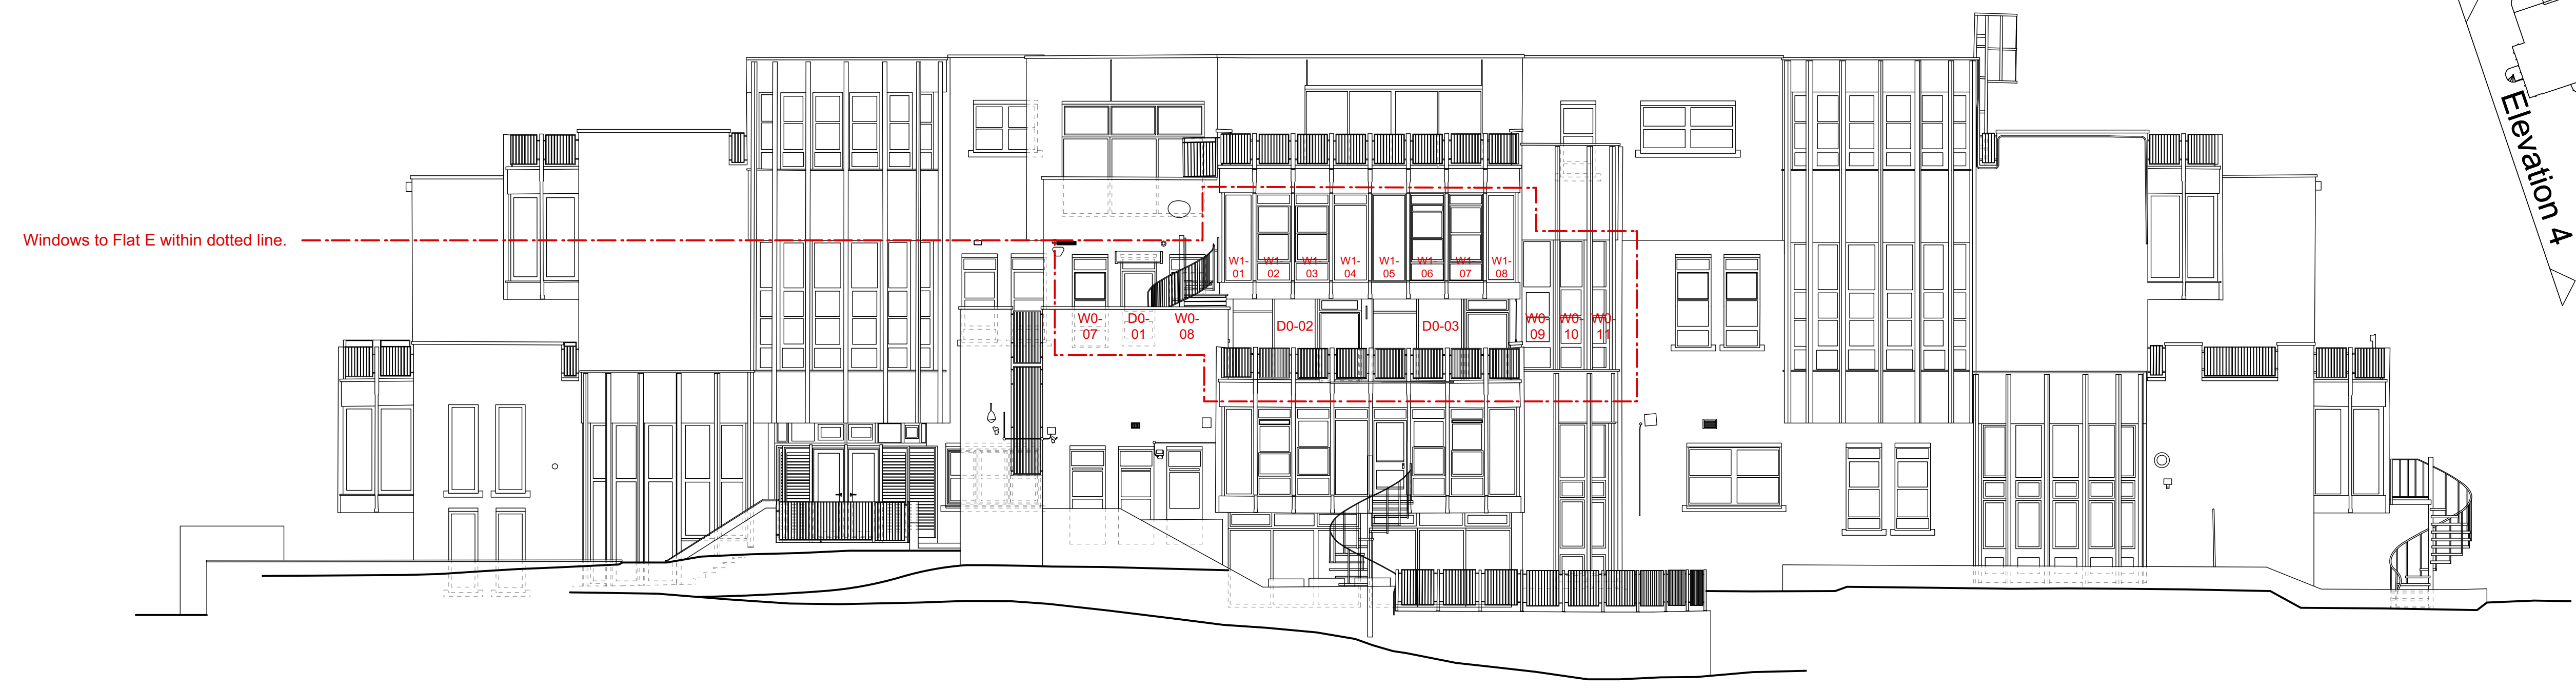 Elevation 4
Windows to Flat E within dotted line.
W1-
01
W1-
02
W1-
03
W1-
04
W1-
05
W1-
06
W1-
07
W1-
08
W0-
07
D0-
01
W0-
08
D0-02
D0-03
W0-
09
W0-
10
W0-
11